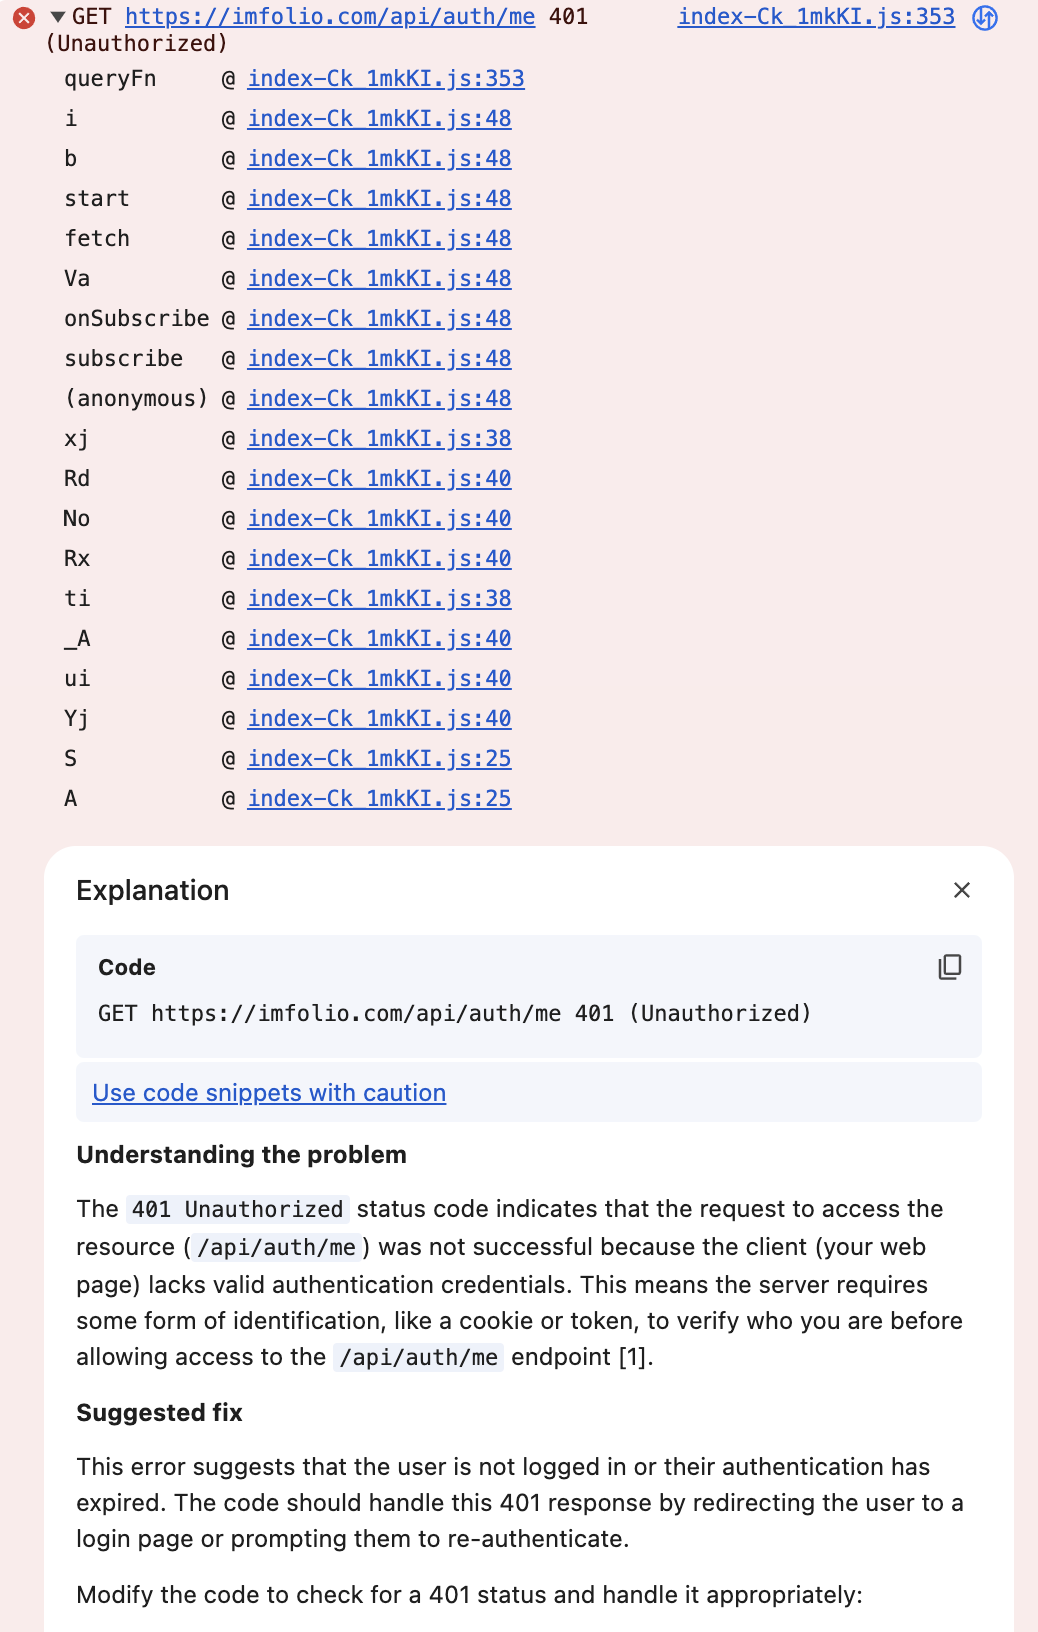 GET https://imfolio.com/api/auth/me 401 index-Ck_1mkKI.js:353
(Unauthorized)
queryFn @ index-Ck_1mkKI.js:353
i @ index-Ck_1mkKI.js:48
b @ index-Ck_1mkKI.js:48
start @ index-Ck_1mkKI.js:48
fetch @ index-Ck_1mkKI.js:48
Va @ index-Ck_1mkKI.js:48
onSubscribe @ index-Ck_1mkKI.js:48
subscribe @ index-Ck_1mkKI.js:48
(anonymous) @ index-Ck_1mkKI.js:48
xj @ index-Ck_1mkKI.js:38
Rd @ index-Ck_1mkKI.js:40
No @ index-Ck_1mkKI.js:40
Rx @ index-Ck_1mkKI.js:40
ti @ index-Ck_1mkKI.js:38
_A @ index-Ck_1mkKI.js:40
ui @ index-Ck_1mkKI.js:40
Yj @ index-Ck_1mkKI.js:40
S @ index-Ck_1mkKI.js:25
A @ index-Ck_1mkKI.js:25
Explanation
Code
GET https://imfolio.com/api/auth/me 401 (Unauthorized)
Use code snippets with caution
Understanding the problem
The 401 Unauthorized status code indicates that the request to access the
resource (/api/auth/me) was not successful because the client (your web
page) lacks valid authentication credentials. This means the server requires
some form of identification, like a cookie or token, to verify who you are before
allowing access to the /api/auth/me endpoint [1].
Suggested fix
This error suggests that the user is not logged in or their authentication has
expired. The code should handle this 401 response by redirecting the user to a
login page or prompting them to re-authenticate.
Modify the code to check for a 401 status and handle it appropriately: